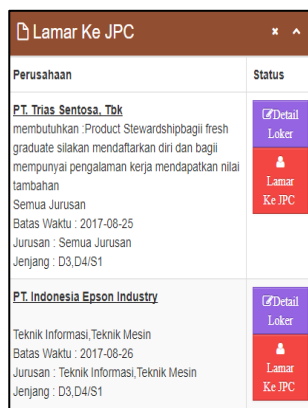 Lamar Ke JPC
Perusahaan Status
PT. Trias Sentosa, Tbk
membutuhkan :Product Stewardshipbagii fresh
graduate silakan mendaftarkan diri dan bagii
mempunyai pengalaman kerja mendapatkan nilai
tambahan
Semua Jurusan
Batas Waktu : 2017-08-25
Jurusan : Semua Jurusan
Jenjang : D3,D4/S1
Detail
Loker
Lamar
Ke JPC
PT. Indonesia Epson Industry
Teknik Informasi,Teknik Mesin
Batas Waktu : 2017-08-26
Jurusan : Teknik Informasi,Teknik Mesin
Jenjang : D3,D4/S1
Detail
Loker
Lamar
Ke JPC